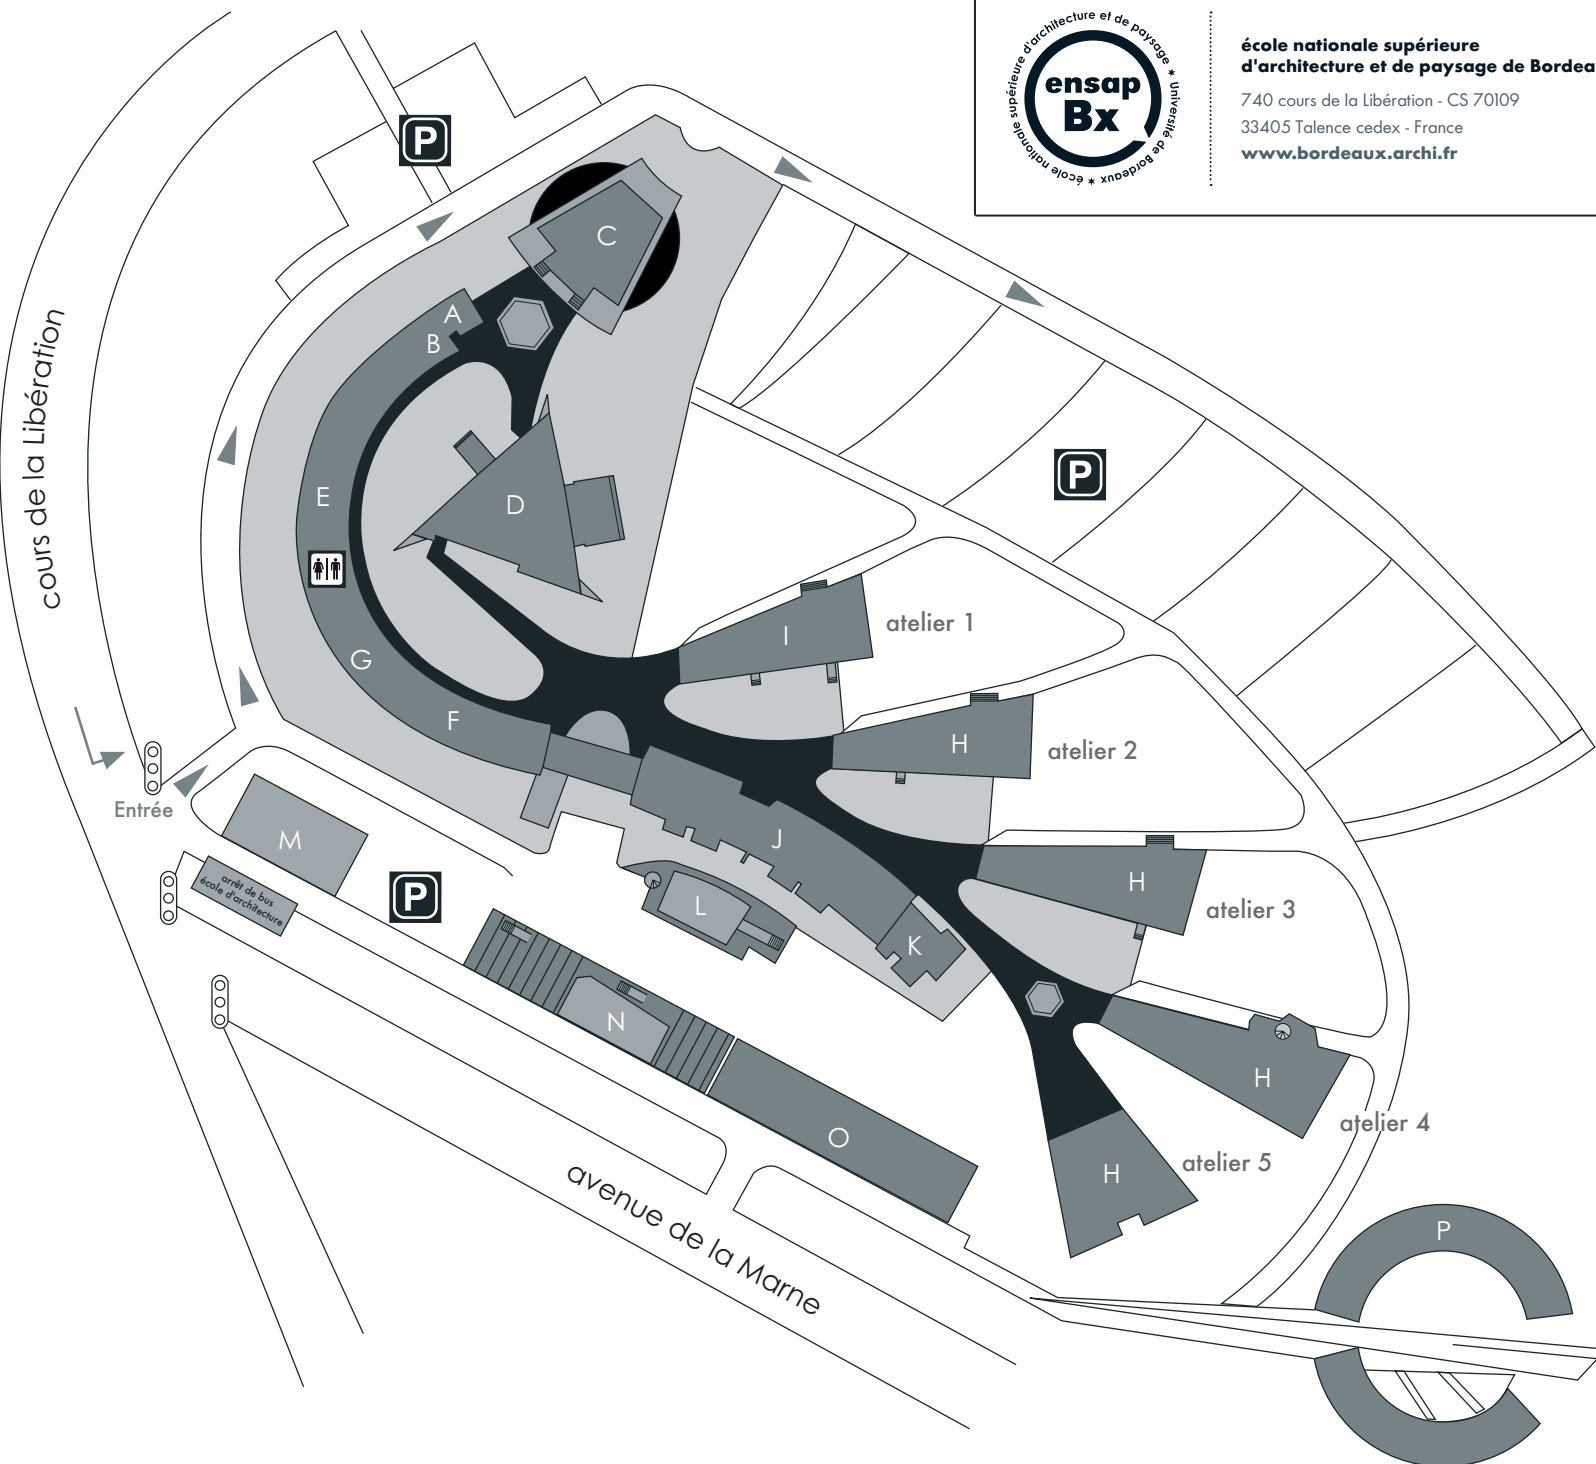 école nationale supérieure d'architecture et de paysage ★ Université de Bordeaux ★
ensap
Bx
école nationale supérieure
d'architecture et de paysage de Bordea
740 cours de la Libération - CS 70109
33405 Talence cedex - France
www.bordeaux.archi.fr
P
C
A
B
cours de la Libération
E
D
P
G
F
I
atelier 1
H
atelier 2
Entrée
M
J
H
atelier 3
arrêt de bus
école d'architecture
P
L
K
N
H
atelier 4
O
H
atelier 5
avenue de la Marne
P